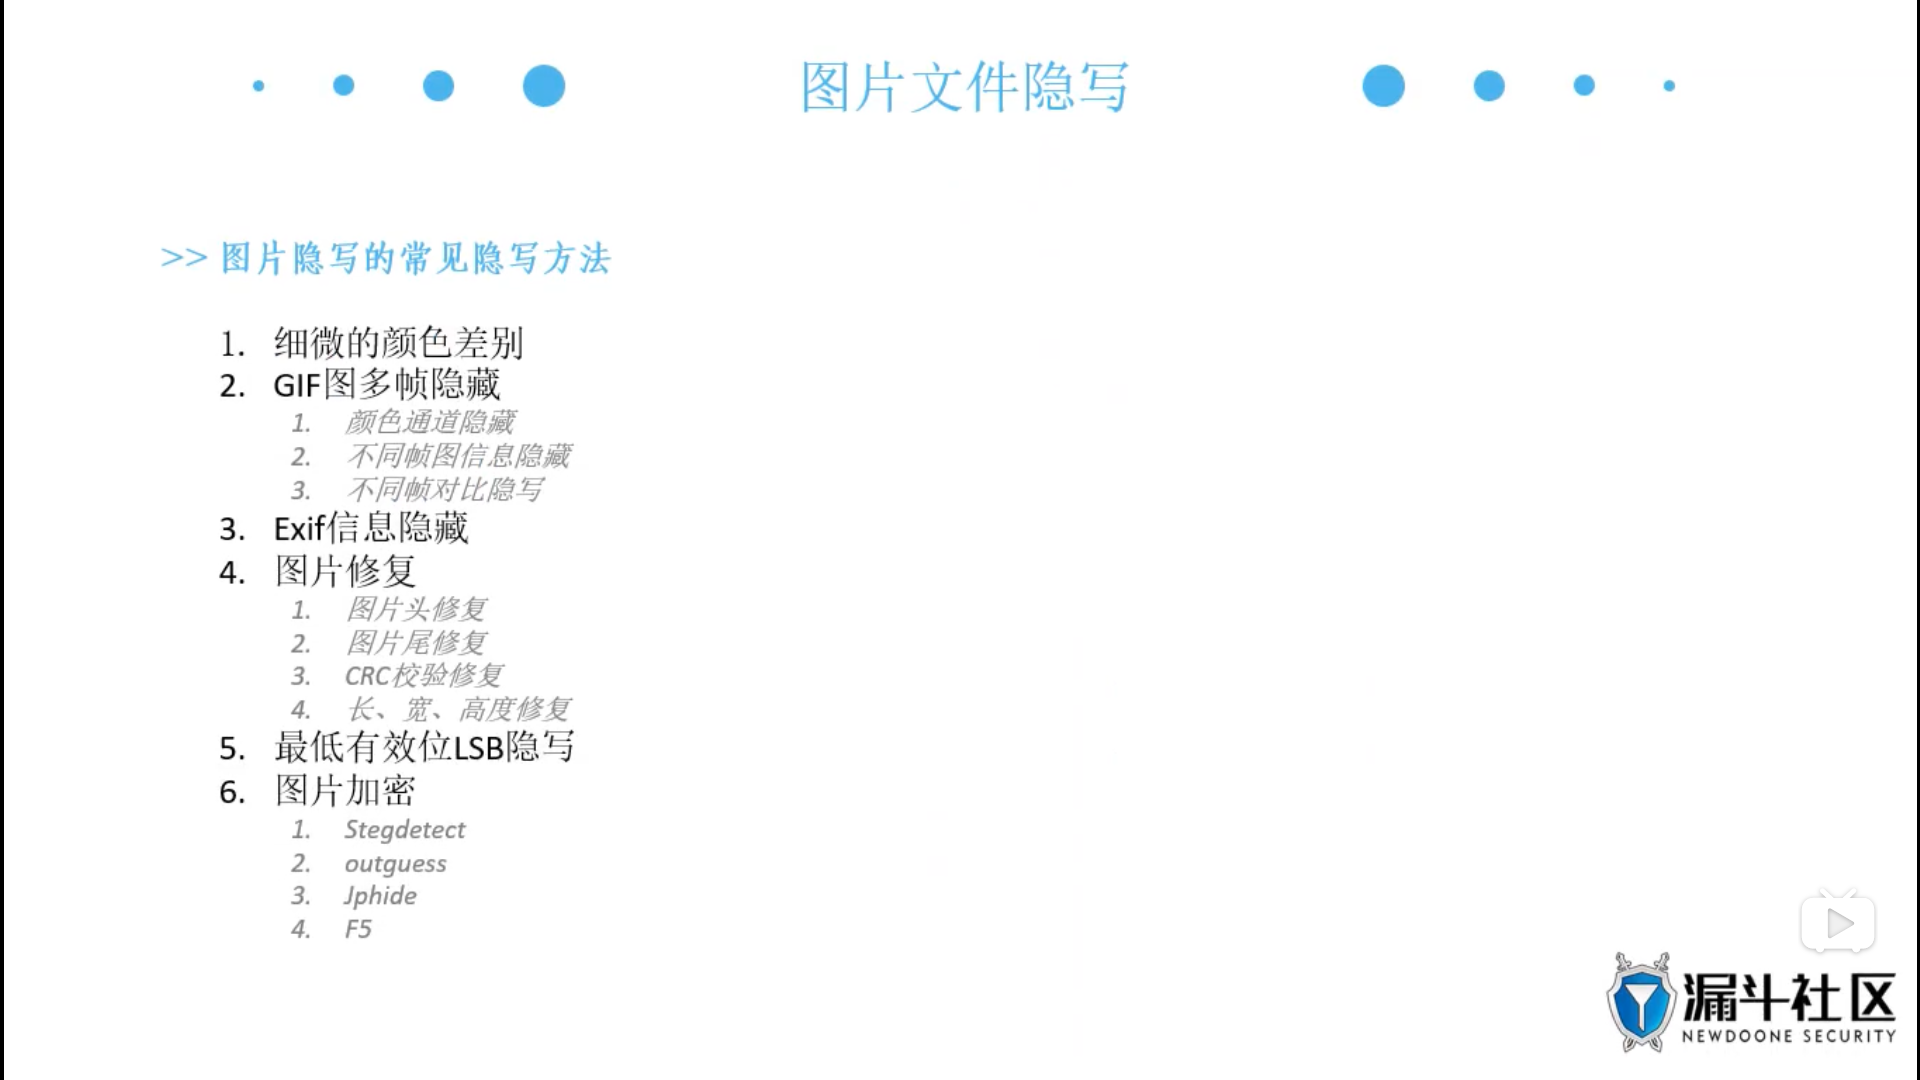 图片文件隐写
>> 图片隐写的常见隐写方法
1. 细微的颜色差别
2. GIF图多帧隐藏
1. 颜色通道隐藏
2. 不同帧图信息隐藏
3. 不同帧对比隐写
3. Exif信息隐藏
4. 图片修复
1. 图片头修复
2. 图片尾修复
3. CRC校验修复
4. 长、宽、高度修复
5. 最低有效位LSB隐写
6. 图片加密
1. Stegdetect
2. outguess
3. Jphide
4. F5
漏斗社区
NEWDOONE SECURITY